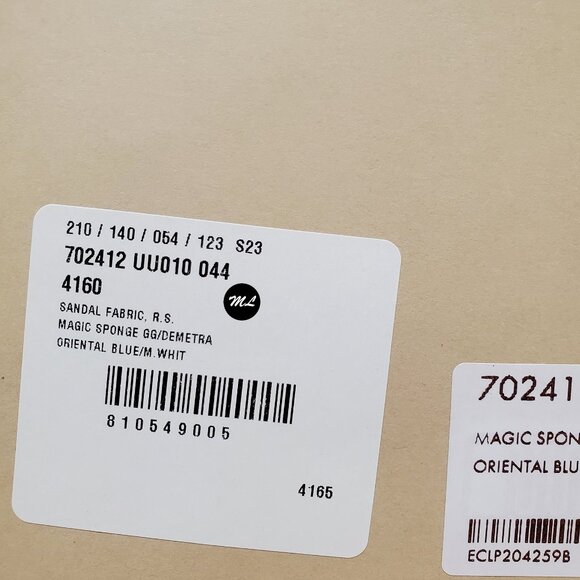 210 / 140 / 054 / 123 S23
702412 UU010 044
4160
ML
SANDAL FABRIC, R.S.
MAGIC SPONGE GG/DEMETRA
ORIENTAL BLUE/M.WHIT
810549005
4165
70241
MAGIC SPON
ORIENTAL BLU
ECLP204259B